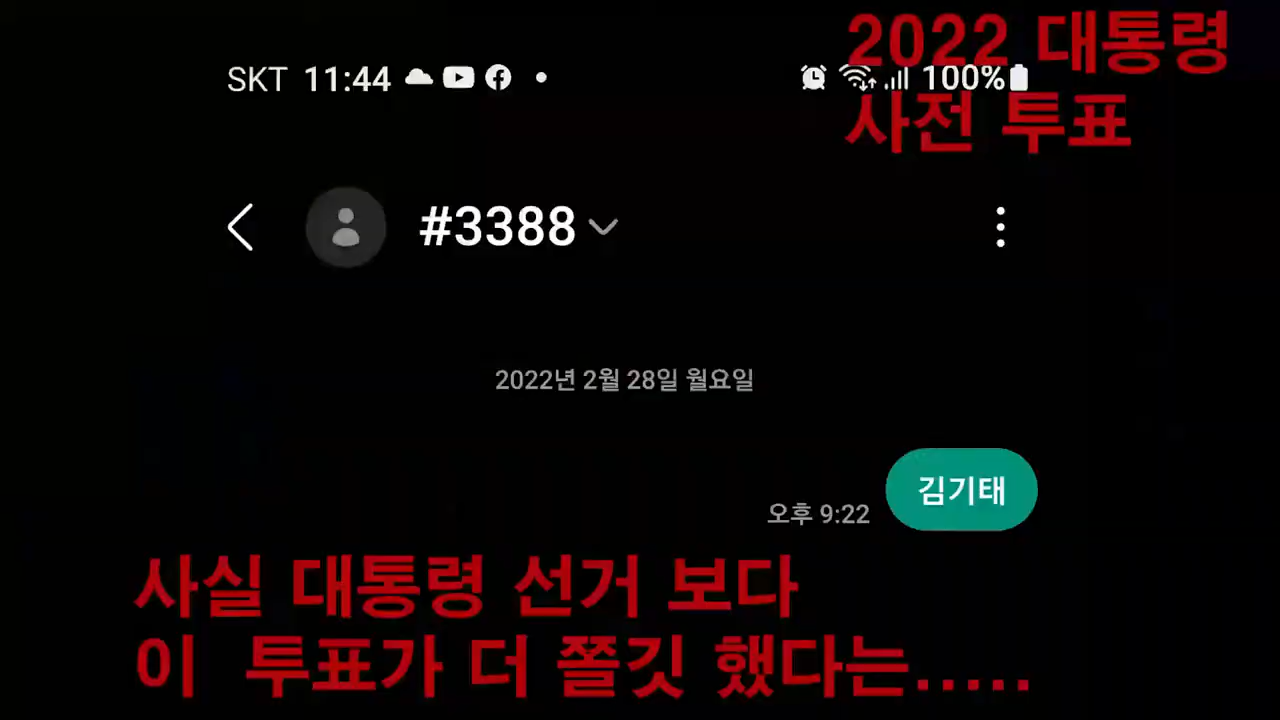 2022 대통령
SKT 11:44 100%
사전 투표
#3388
2022년 2월 28일 월요일
김기태
오후 9:22
사실 대통령 선거 보다
이 투표가 더 쫄깃 했다는.....